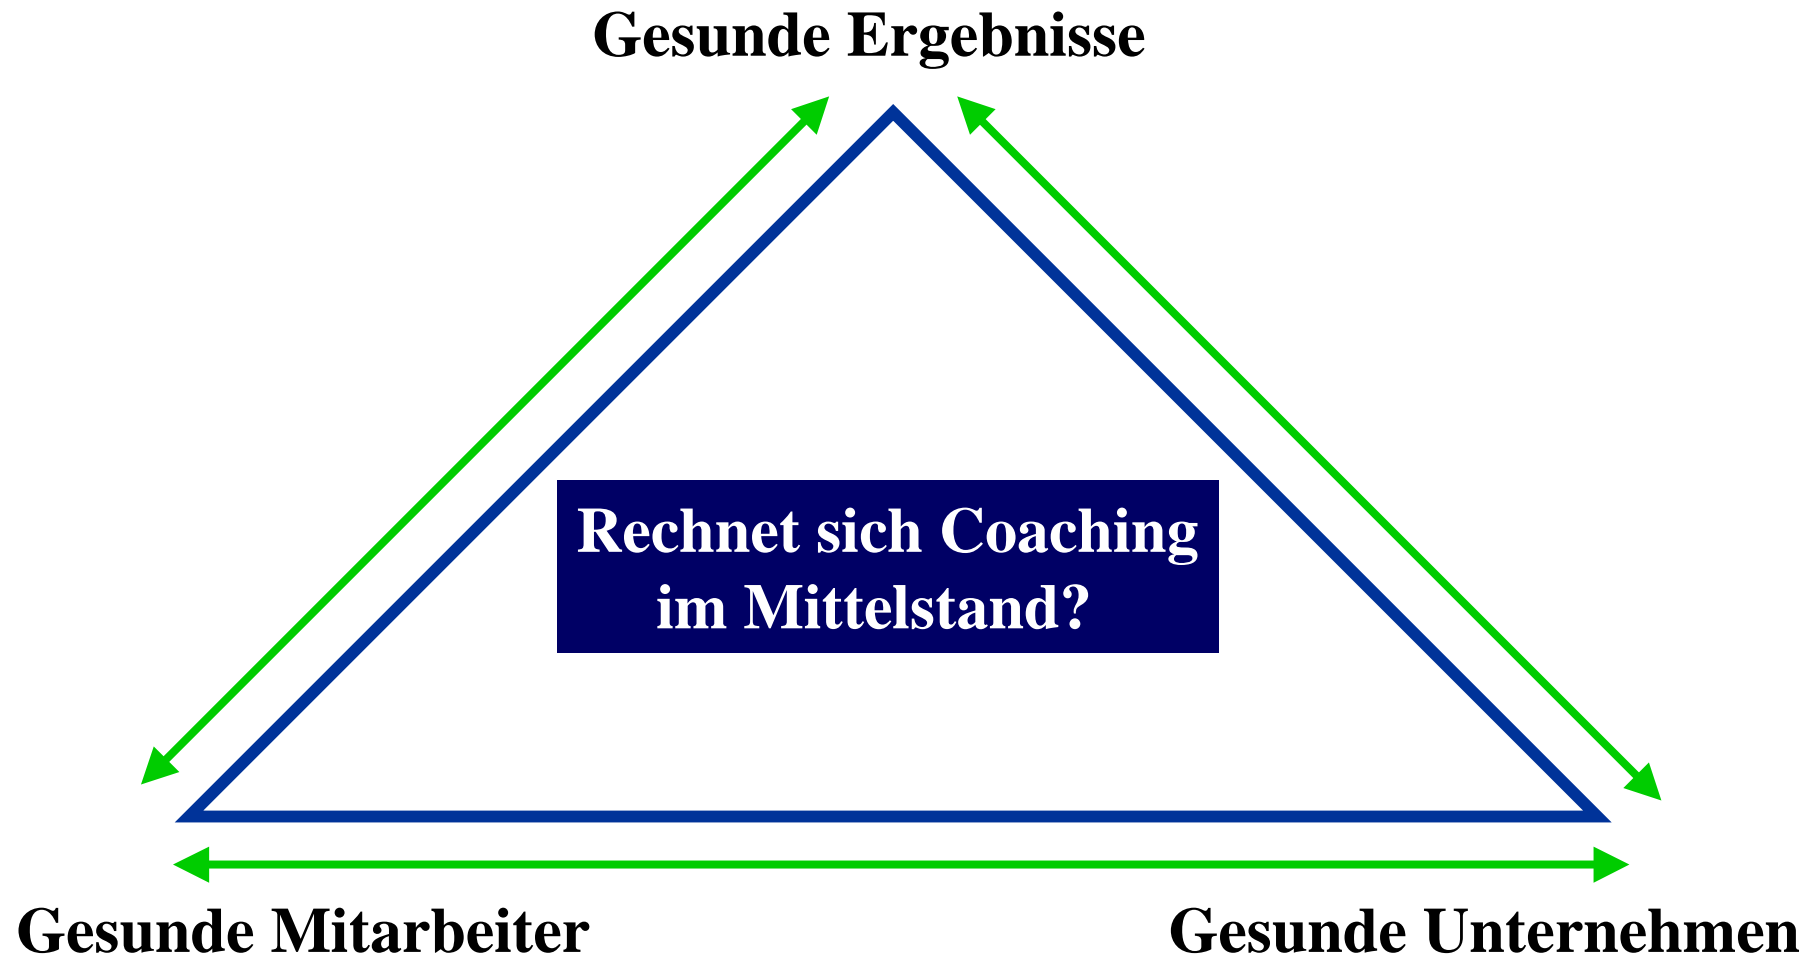 Gesunde Ergebnisse
Rechnet sich Coaching
im Mittelstand?
Gesunde Mitarbeiter
Gesunde Unternehmen